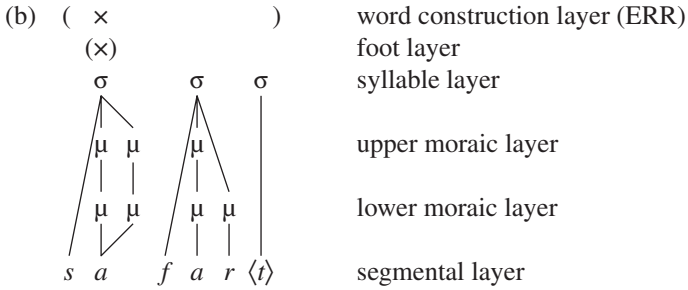 (b) ( × ) word construction layer (ERR)
(×) foot layer
σ σ σ syllable layer
μ μ μ upper moraic layer
μ μ μ μ lower moraic layer
s a f a r ⟨t⟩ segmental layer